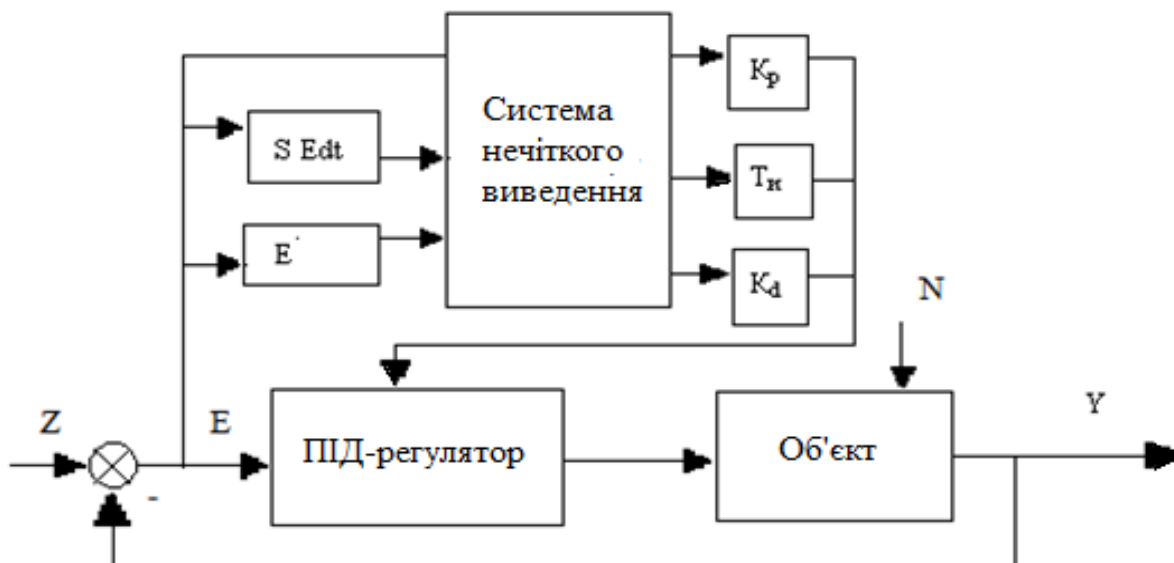 Система
нечіткого
виведення
S Edt
E'
Kp
Tи
Kd
N
Z
E
ПІД-регулятор
Об'єкт
Y
-